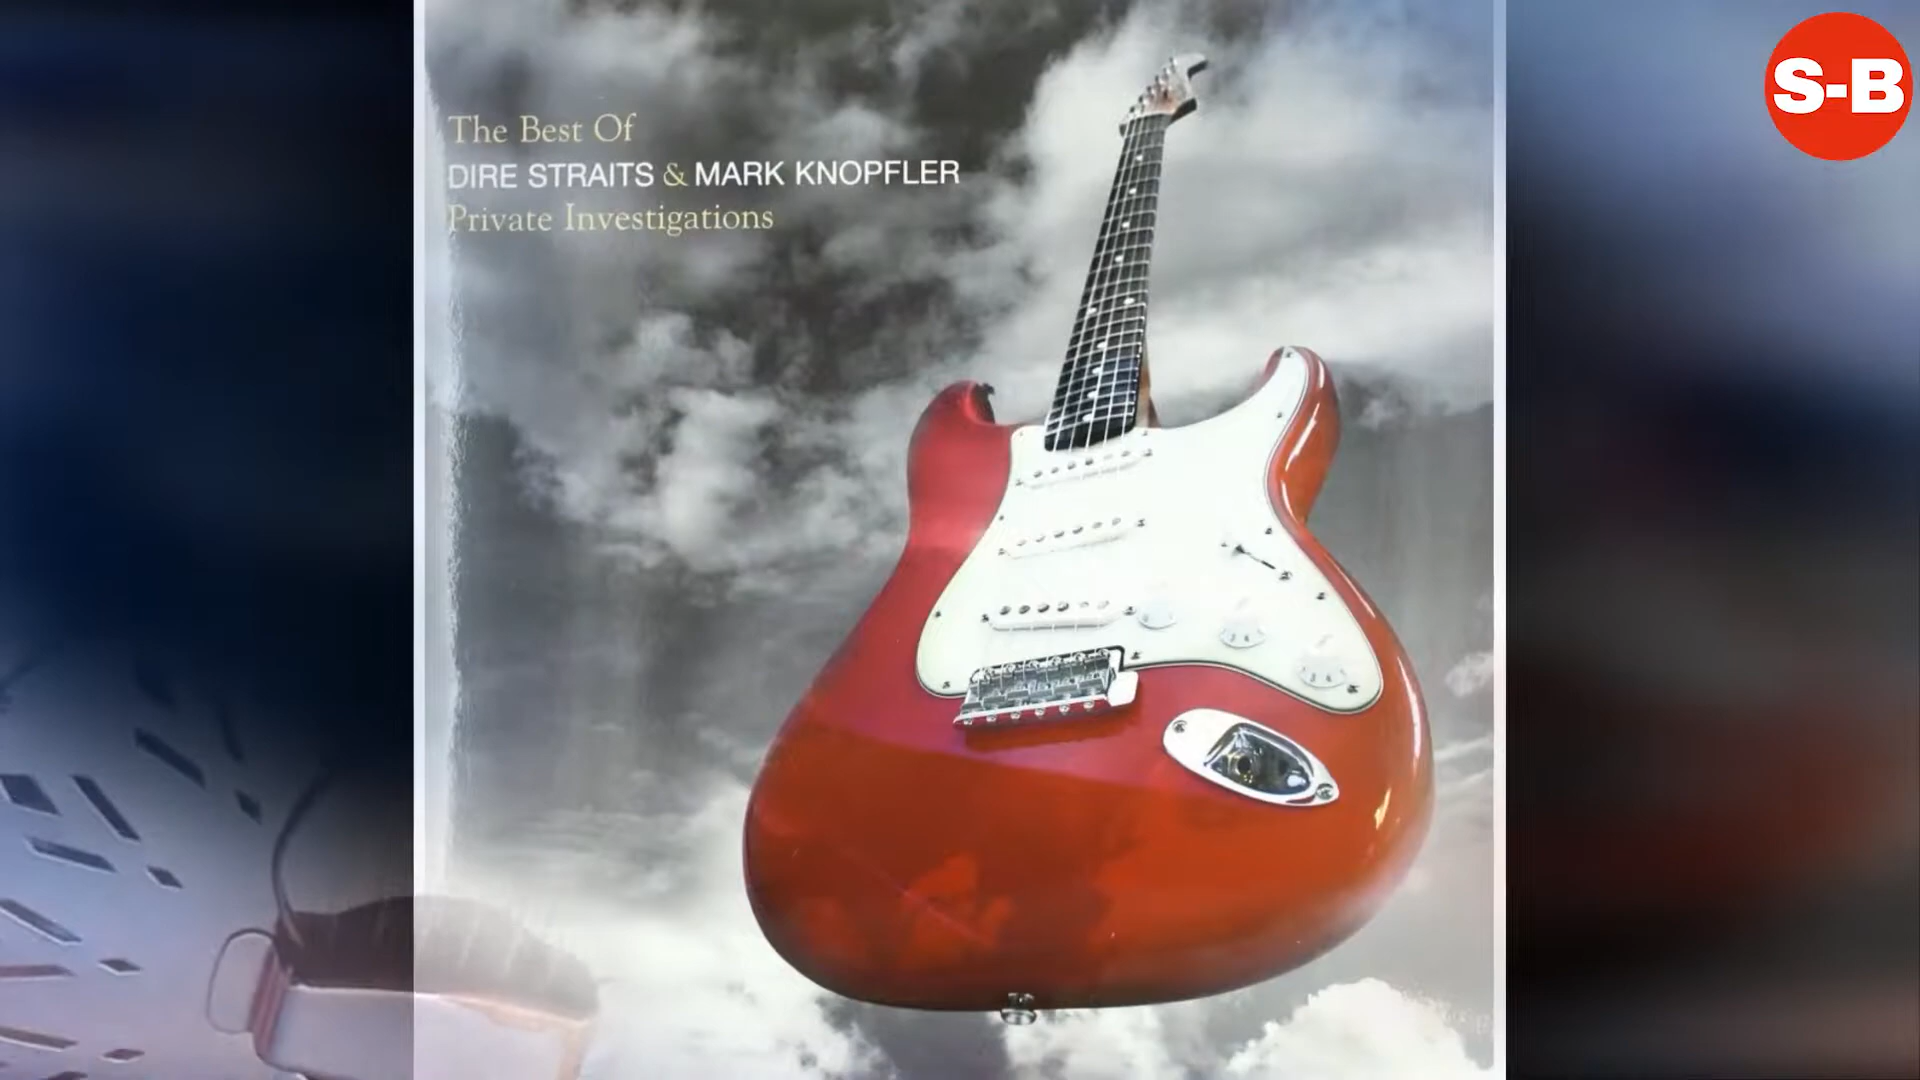 The Best Of
DIRE STRAITS & MARK KNOPFLER
Private Investigations
S-B